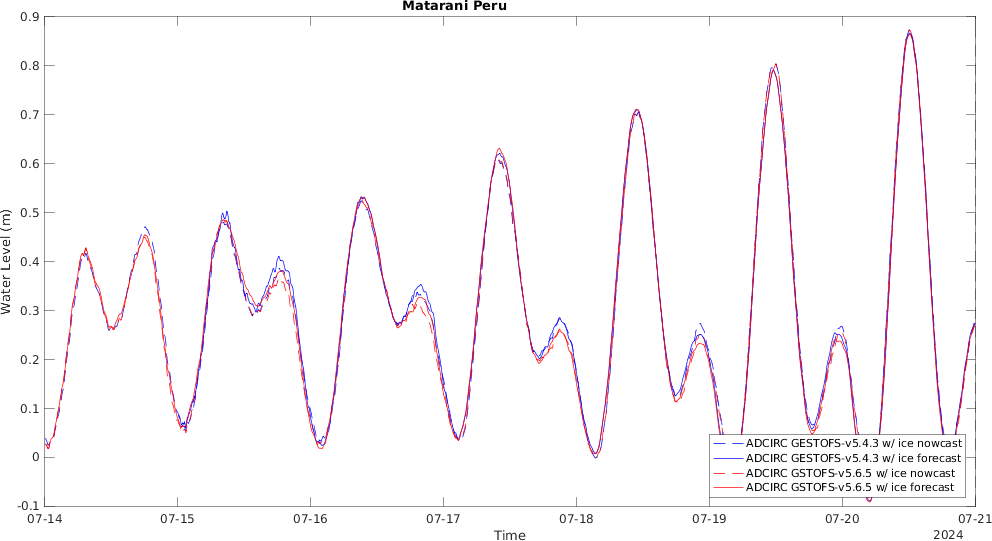 Matarani Peru
0.9
0.8
0.7
0.6
0.5
0.4
0.3
0.2
0.1
0
-0.1
Water Level (m)
ADCIRC GESTOFS-v5.4.3 w/ ice nowcast
ADCIRC GESTOFS-v5.4.3 w/ ice forecast
ADCIRC GSTOFS-v5.6.5 w/ ice nowcast
ADCIRC GSTOFS-v5.6.5 w/ ice forecast
07-14 07-15 07-16 07-17 07-18 07-19 07-20 07-21
Time
2024